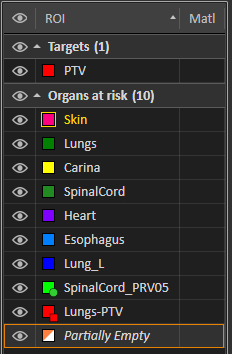 ROI Matl
Targets (1)
PTV
Organs at risk (10)
Skin
Lungs
Carina
SpinalCord
Heart
Esophagus
Lung_L
SpinalCord_PRV05
Lungs-PTV
Partially Empty